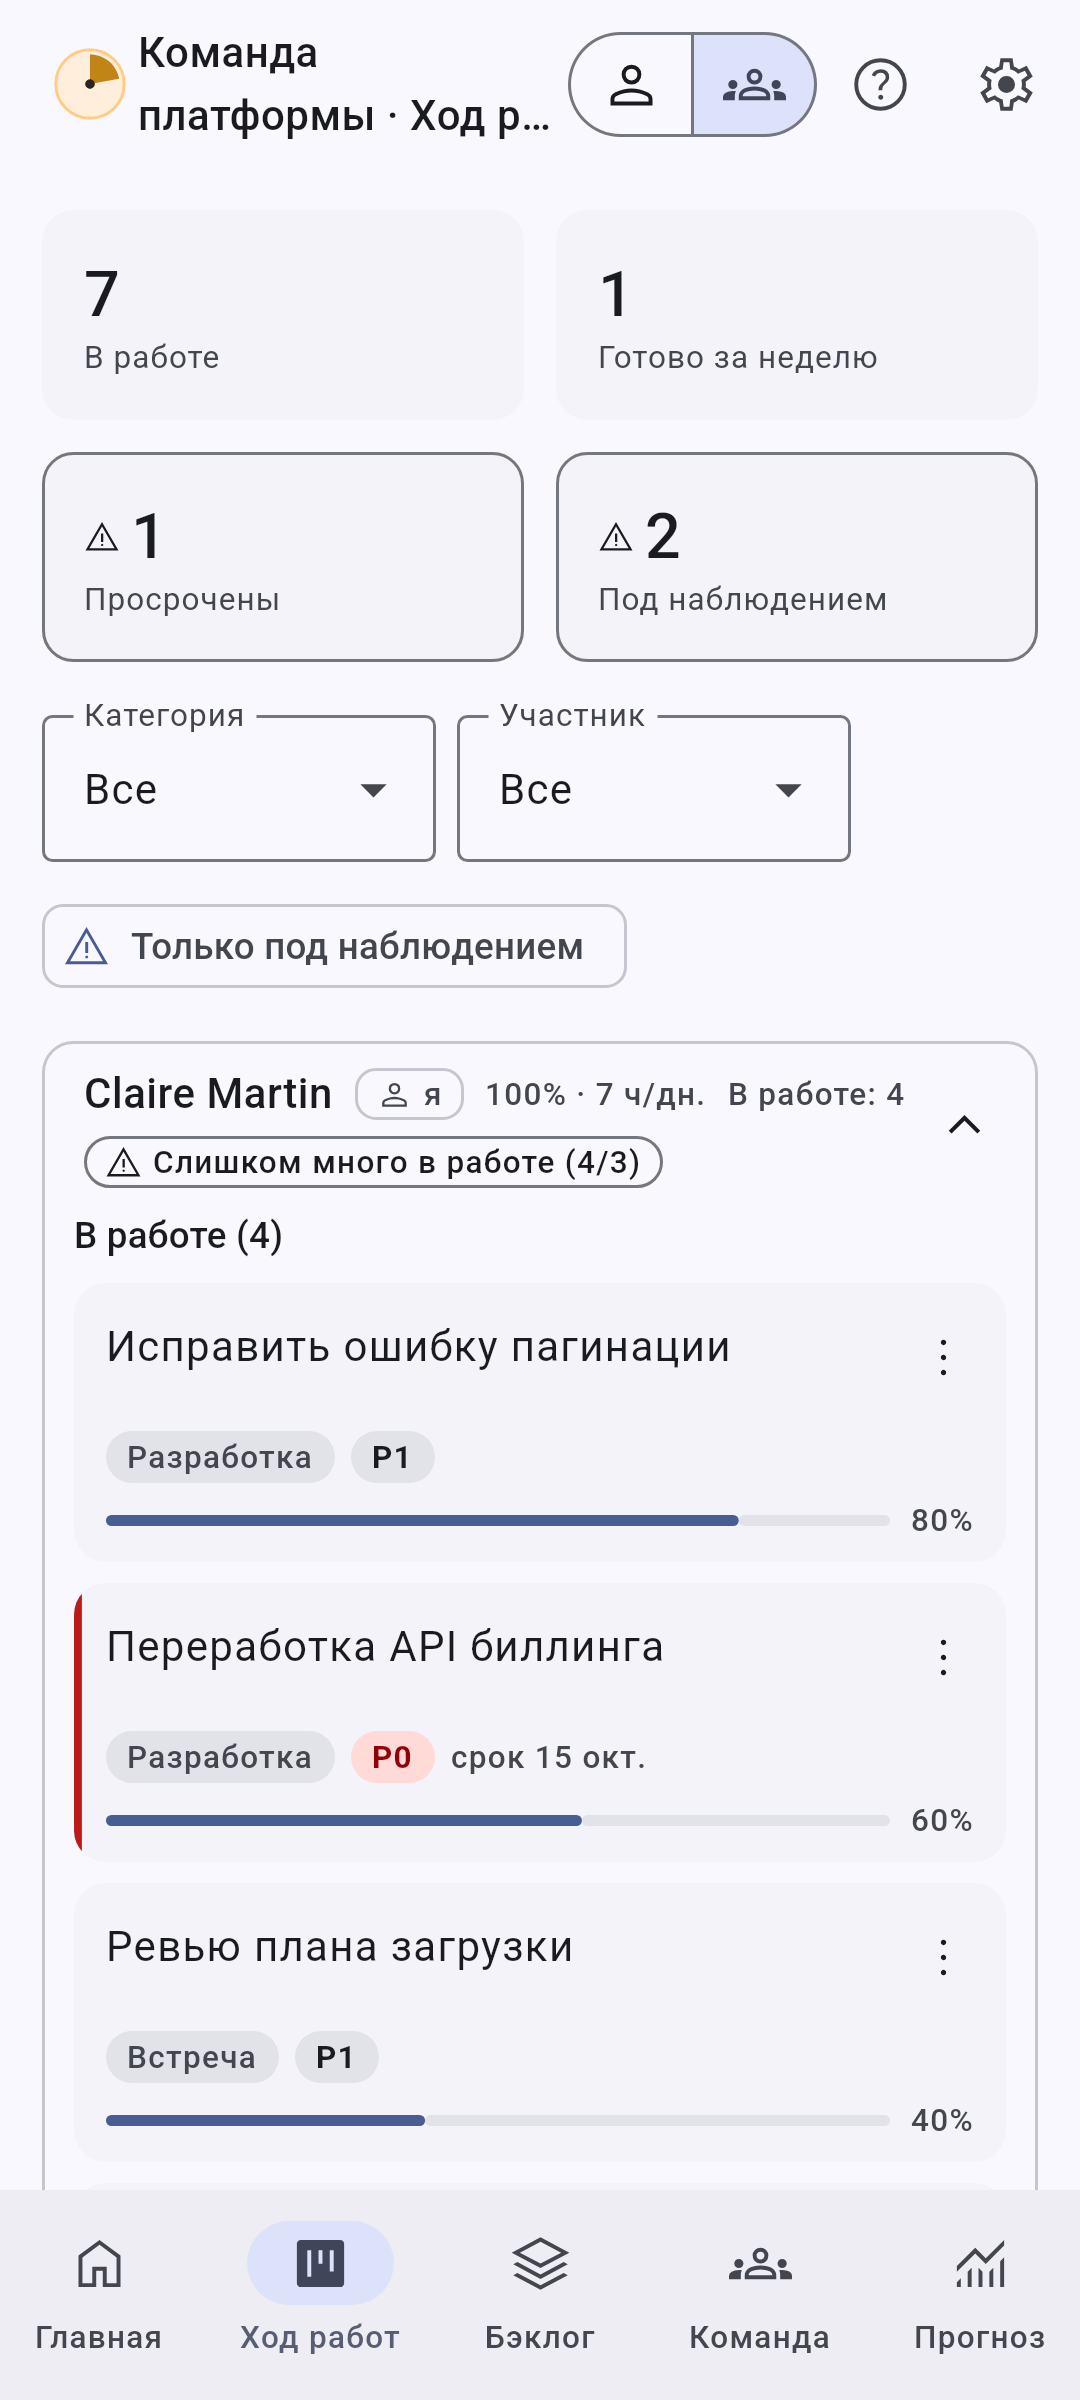 Команда
платформы · Ход р…
7
В работе
1
Готово за неделю
1
Просрочены
2
Под наблюдением
Категория
Все
Участник
Все
Только под наблюдением
Claire Martin
я
100% · 7 ч/дн.
В работе: 4
Слишком много в работе (4/3)
В работе (4)
Исправить ошибку пагинации
Разработка
P1
80%
Переработка API биллинга
Разработка
P0
срок 15 окт.
60%
Ревью плана загрузки
Встреча
P1
40%
Главная
Ход работ
Бэклог
Команда
Прогноз